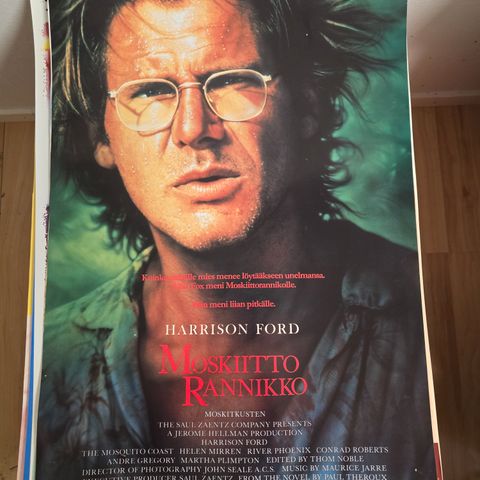 mies menee löytääkseen unelmansa.
Fox meni Moskiittorannikolle.
meni liian pitkälle.
HARRISON FORD
MOSKIITTO
RANNIKKO
MOSKITKUSTEN
THE SAUL ZAENTZ COMPANY PRESENTS
A JEROME HELLMAN PRODUCTION
HARRISON FORD
THE MOSQUITO COAST HELEN MIRREN RIVER PHOENIX CONRAD ROBERTS
ANDRE GREGORY MARTHA PLIMPTON EDITED BY THOM NOBLE
DIRECTOR OF PHOTOGRAPHY JOHN SEALE A.C.S. MUSIC BY MAURICE JARRE
EXECUTIVE PRODUCER SAUL ZAENTZ FROM THE NOVEL BY PAUL THEROUX